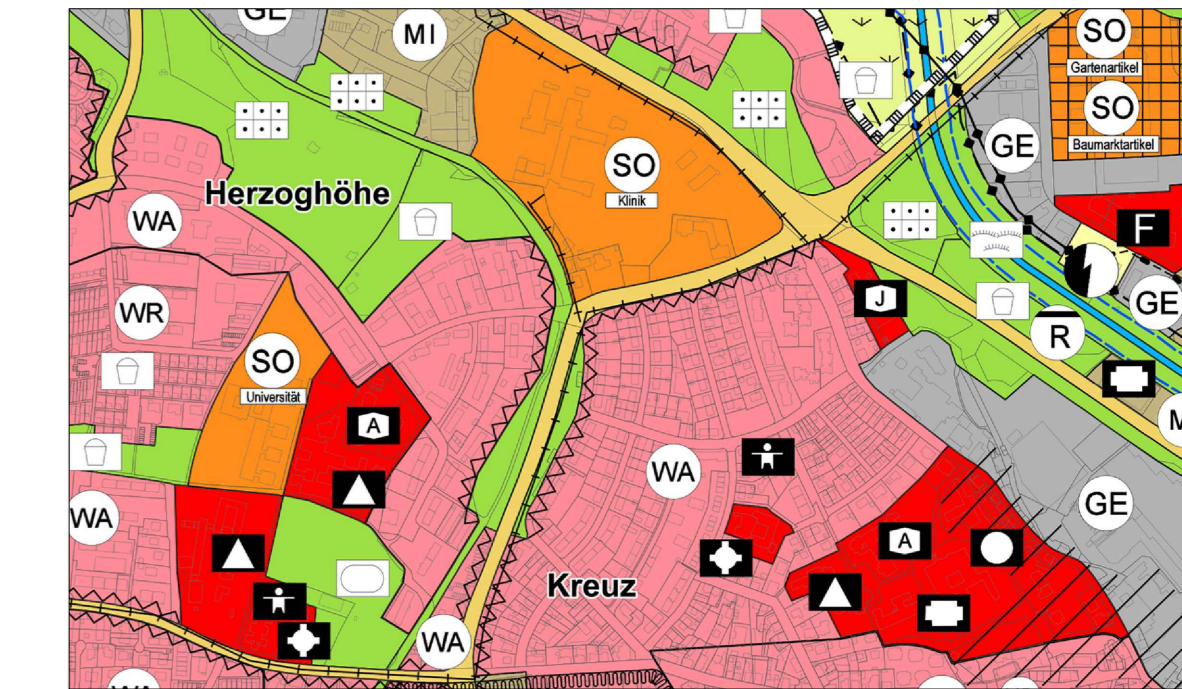 GE
MI
SO
Gartenartikel
SO
Baumarktartikel
GE
SO
Klinik
Herzoghöhe
WA
F
WR
J
GE
R
SO
Universität
A
M
WA
WA
GE
A
Kreuz
WA
WA